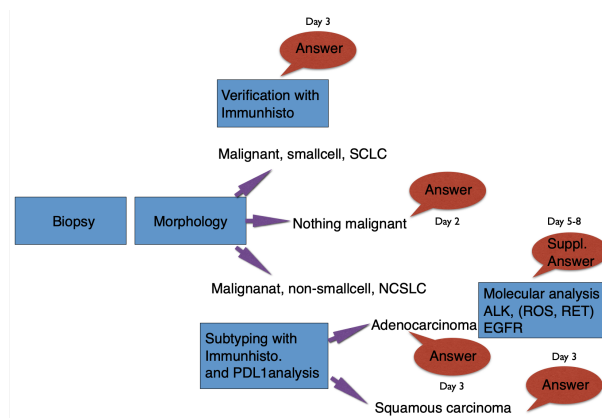 Day 3
Answer
Verification with
Immunhisto
Malignant, smallcell, SCLC
Biopsy
Morphology
Nothing malignant
Answer
Day 2
Malignanat, non-smallcell, NCSLC
Day 5-8
Suppl.
Answer
Molecular analysis
ALK, (ROS, RET)
EGFR
Subtyping with
Immunhisto.
and PDL1analysis
Adenocarcinoma
Answer
Day 3
Squamous carcinoma
Day 3
Answer